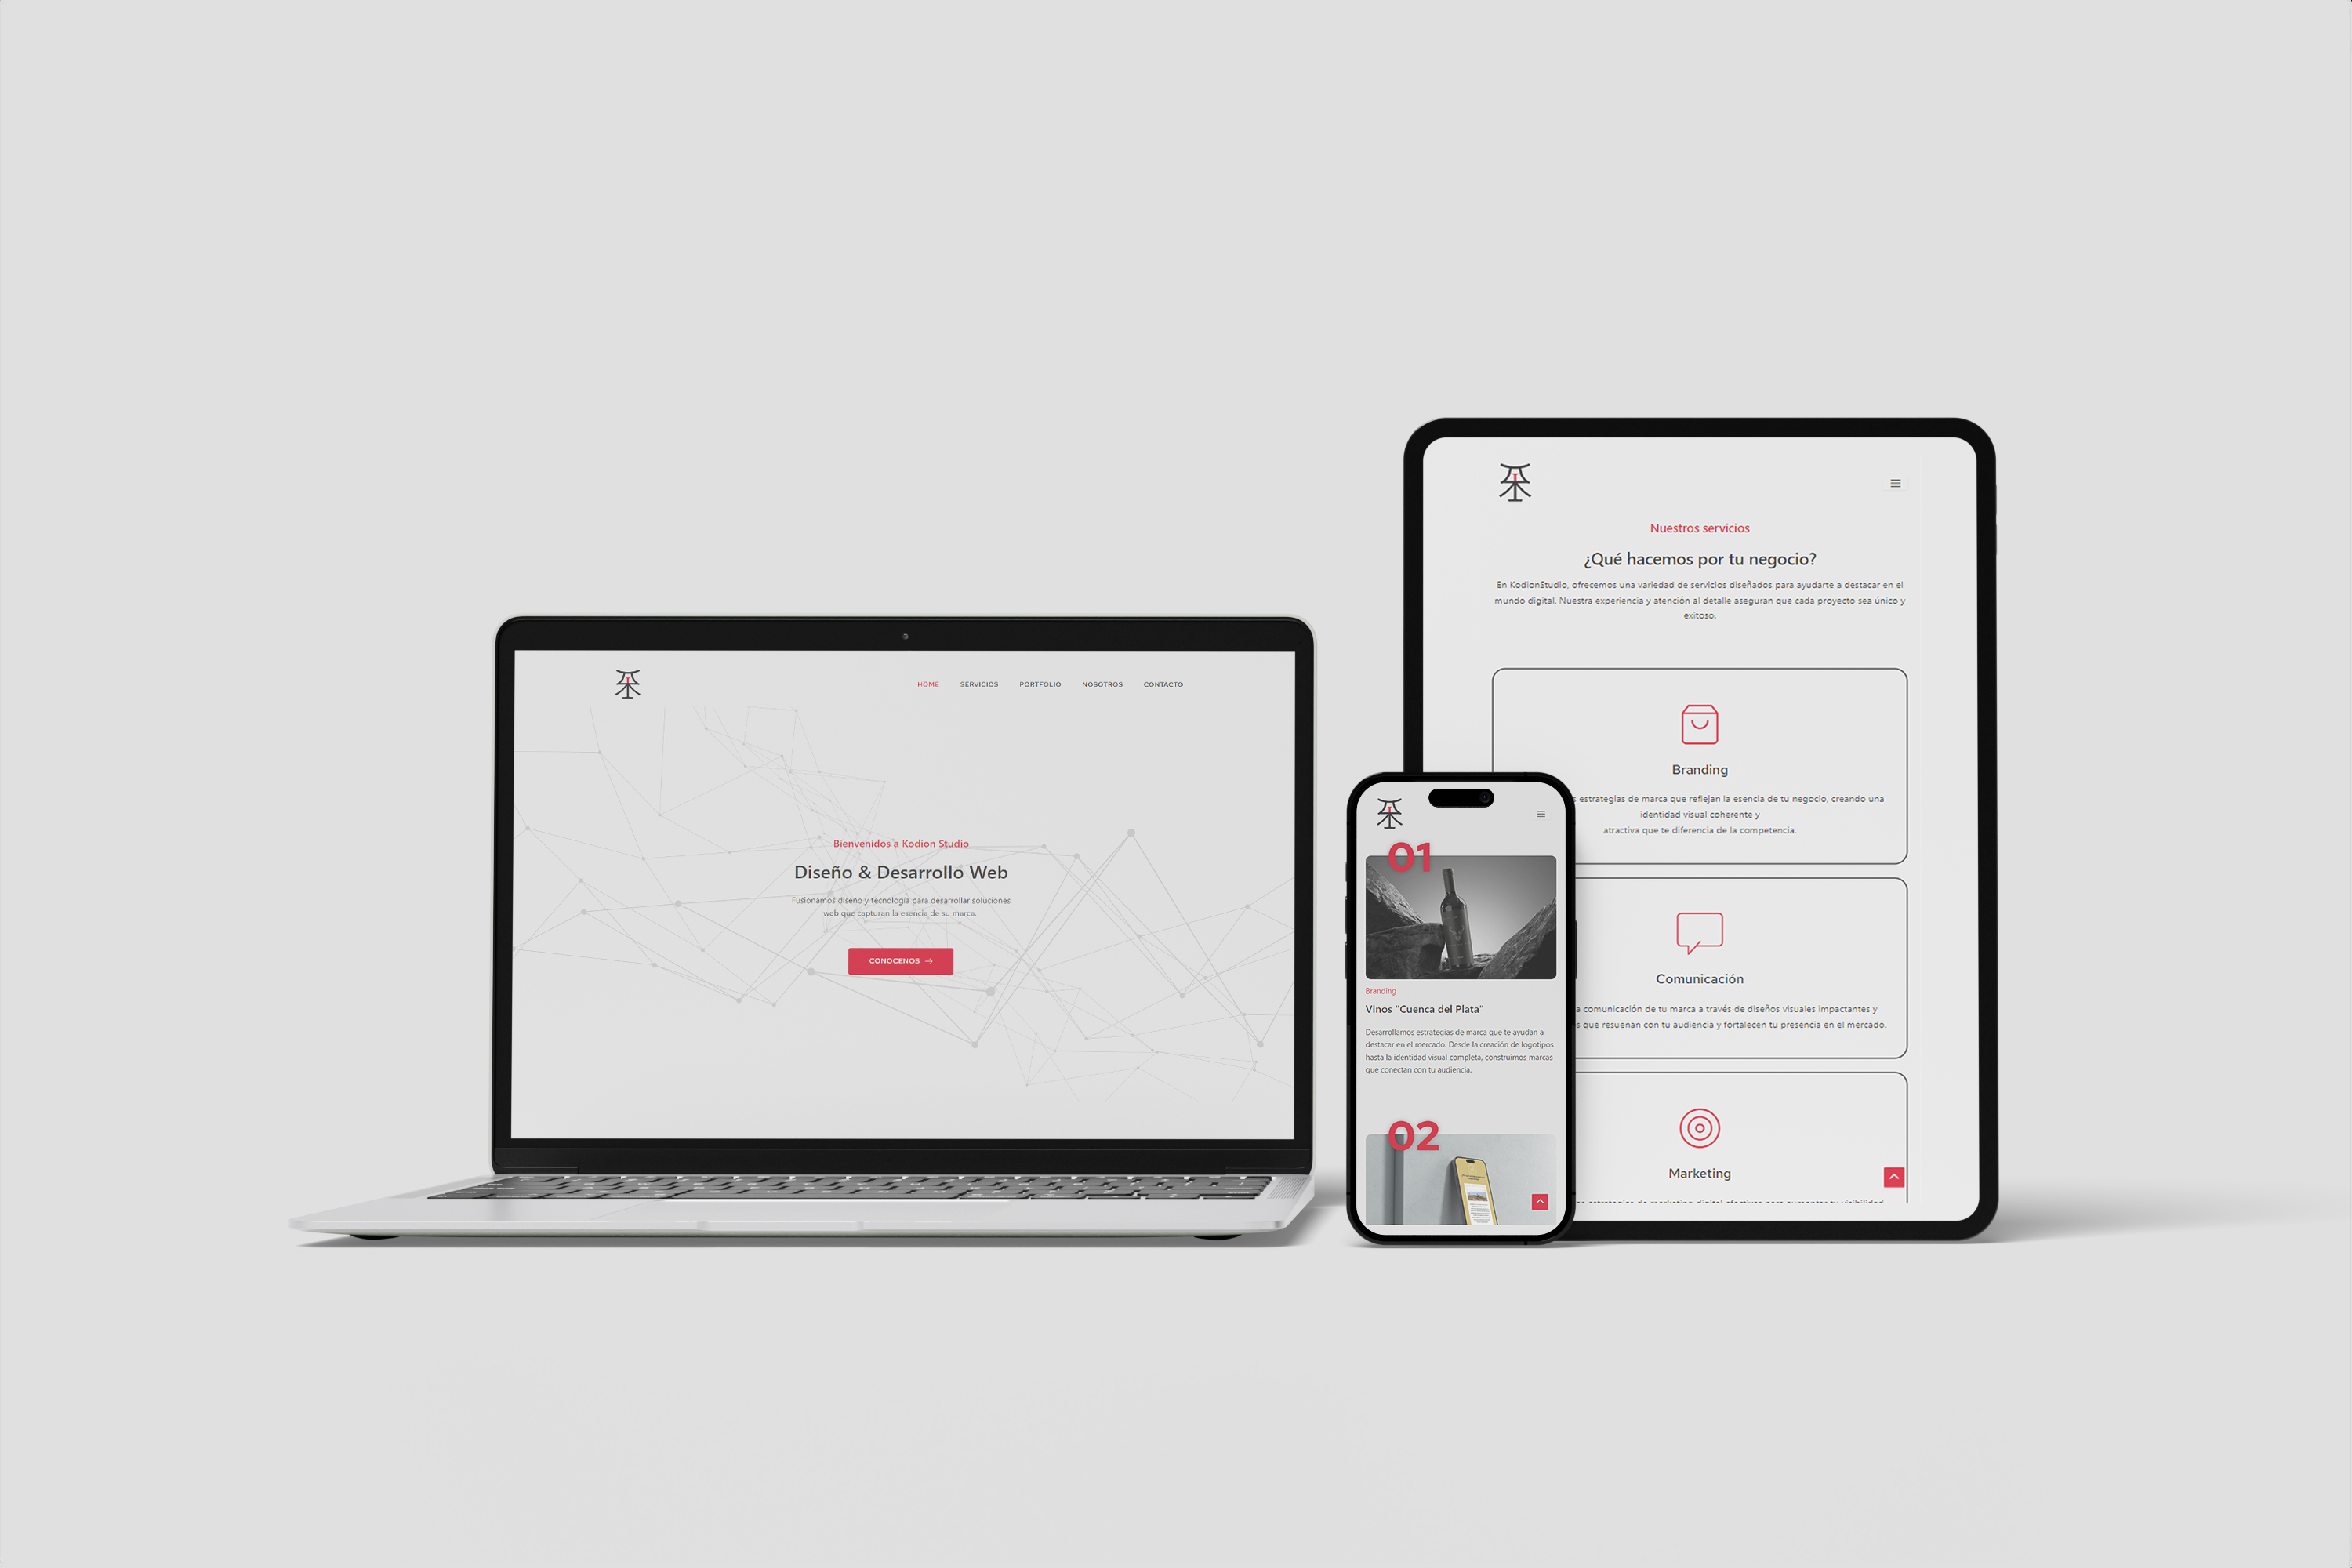 HOME SERVICIOS PORTFOLIO NOSOTROS CONTACTO
Bienvenidos a Kodion Studio
Diseño & Desarrollo Web
Fusionamos diseño y tecnología para desarrollar soluciones
web que capturan la esencia de su marca.
CONOCENOS
01
Branding
Vinos "Cuenca del Plata"
Desarrollamos estrategias de marca que te ayudan a
destacar en el mercado. Desde la creación de logotipos
hasta la identidad visual completa, construimos marcas
que conectan con tu audiencia.
02
Nuestros servicios
¿Qué hacemos por tu negocio?
En KodionStudio, ofrecemos una variedad de servicios diseñados para ayudarte a destacar en el
mundo digital. Nuestra experiencia y atención al detalle aseguran que cada proyecto sea único y
exitoso.
Branding
estrategias de marca que reflejan la esencia de tu negocio, creando una
identidad visual coherente y
atractiva que te diferencia de la competencia.
Comunicación
comunicación de tu marca a través de diseños visuales impactantes y
que resuenan con tu audiencia y fortalecen tu presencia en el mercado.
Marketing